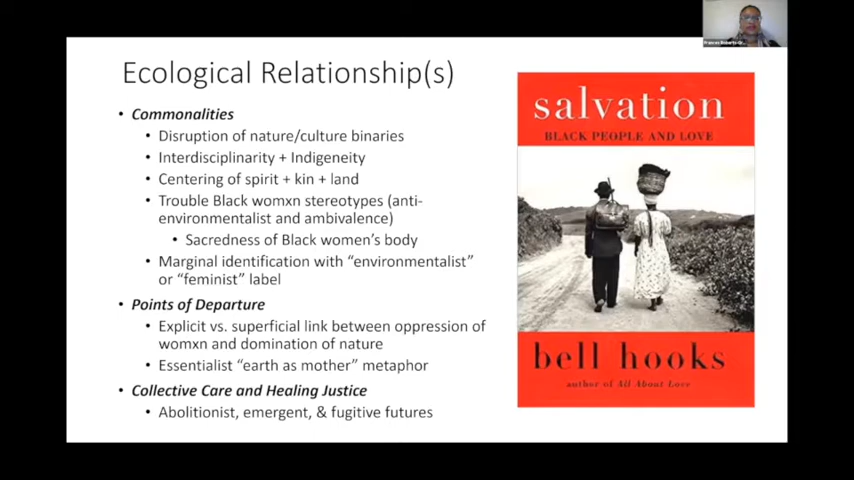 Ecological Relationship(s)
• Commonalities
• Disruption of nature/culture binaries
• Interdisciplinarity + Indigeneity
• Centering of spirit + kin + land
• Trouble Black womxn stereotypes (anti-
environmentalist and ambivalence)
• Sacredness of Black women's body
• Marginal identification with "environmentalist"
or "feminist" label
• Points of Departure
• Explicit vs. superficial link between oppression of
womxn and domination of nature
• Essentialist "earth as mother" metaphor
• Collective Care and Healing Justice
• Abolitionist, emergent, & fugitive futures
salvation
BLACK PEOPLE AND LOVE
bell hooks
author of All About Love